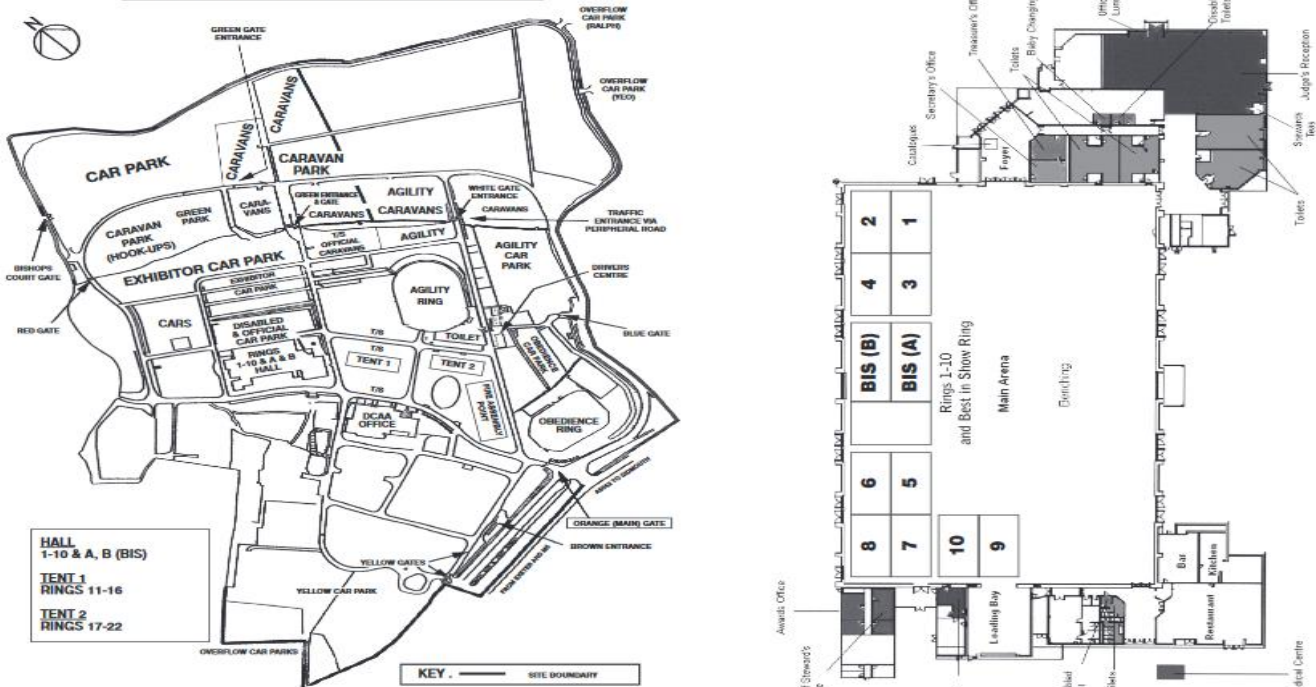 N
OVERFLOW
CAR PARK
(RALPH)
GREEN GATE
ENTRANCE
OVERFLOW
CAR PARK
(YEO)
CARAVANS
CARAVANS
CAR PARK
CARAVAN
PARK
AGILITY
WHITE GATE
ENTRANCE
GREEN PARK
CARA-
VANS
GREEN ENTRANCE
& GATE
CARAVANS
CARAVANS
CARAVANS
TRAFFIC
ENTRANCE VIA
PERIPHERAL ROAD
CARAVAN
PARK
(HOOK-UPS)
T/S
OFFICIAL
CARAVANS
AGILITY
AGILITY
CAR
PARK
BISHOPS
COURT GATE
EXHIBITOR CAR PARK
EXHIBITOR
CAR PARK
DRIVERS
CENTRE
AGILITY
RING
RED GATE
CARS
DISABLED
& OFFICIAL
CAR PARK
BLUE GATE
T/S
TOILET
RINGS
1-10 & A & B
HALL
T/S
TENT 1
TENT 2
OBEDIENCE
CAR PARK
T/S
FIRE ASSEMBLY
POINT
DCAA
OFFICE
OBEDIENCE
RING
ORANGE (MAIN) GATE
BROWN ENTRANCE
YELLOW GATES
YELLOW CAR PARK
HALL
1-10 & A, B (BIS)
TENT 1
RINGS 11-16
TENT 2
RINGS 17-22
OVERFLOW CAR PARKS
KEY .
SITE BOUNDARY
Treasurer's
Baby Changing
Toilets
Secretary's Office
Catalogues
Foyer
Toilets
Judge's Reception
Stewards
Teas
Toilets
2
1
4
3
BIS (B)
BIS (A)
Rings 1-10
and Best in Show Ring
Main Arena
Benching
6
5
8
7
10
9
Bar
Kitchen
Restaurant
Loading Bay
Awards Office
Steward's